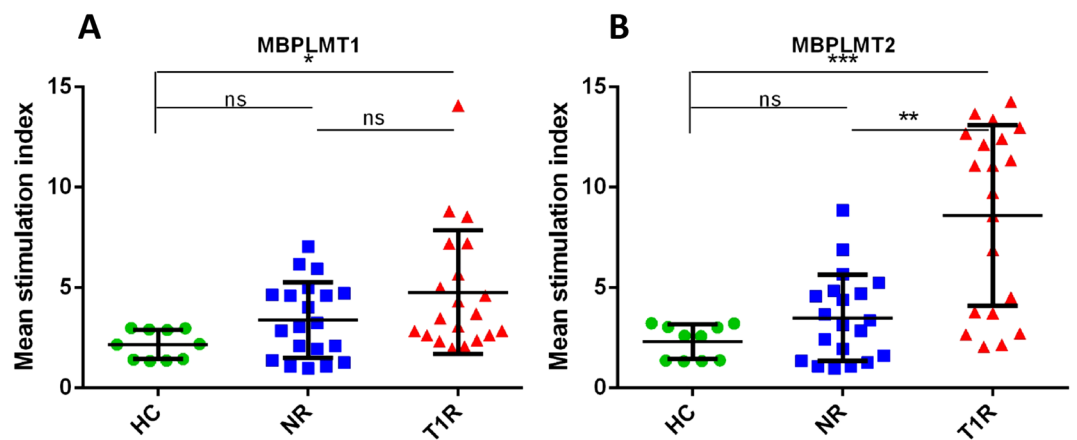 A
MBPLMT1
*
ns
ns
Mean stimulation index
15
10
5
0
HC
NR
T1R
B
MBPLMT2
***
ns
**
Mean stimulation index
15
10
5
0
HC
NR
T1R